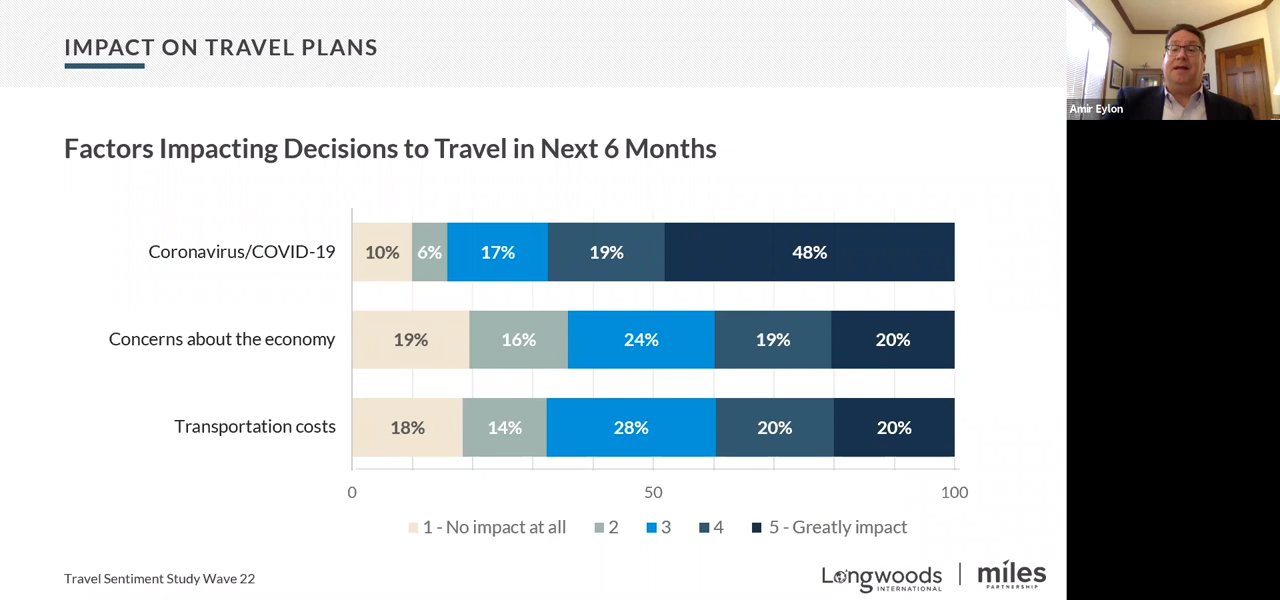 IMPACT ON TRAVEL PLANS
Amir Eylon
Factors Impacting Decisions to Travel in Next 6 Months
Coronavirus/COVID-19 10% 6% 17% 19% 48%
Concerns about the economy 19% 16% 24% 19% 20%
Transportation costs 18% 14% 28% 20% 20%
0 50 100
1 - No impact at all 2 3 4 5 - Greatly impact
Travel Sentiment Study Wave 22
Longwoods INTERNATIONAL
miles PARTNERSHIP